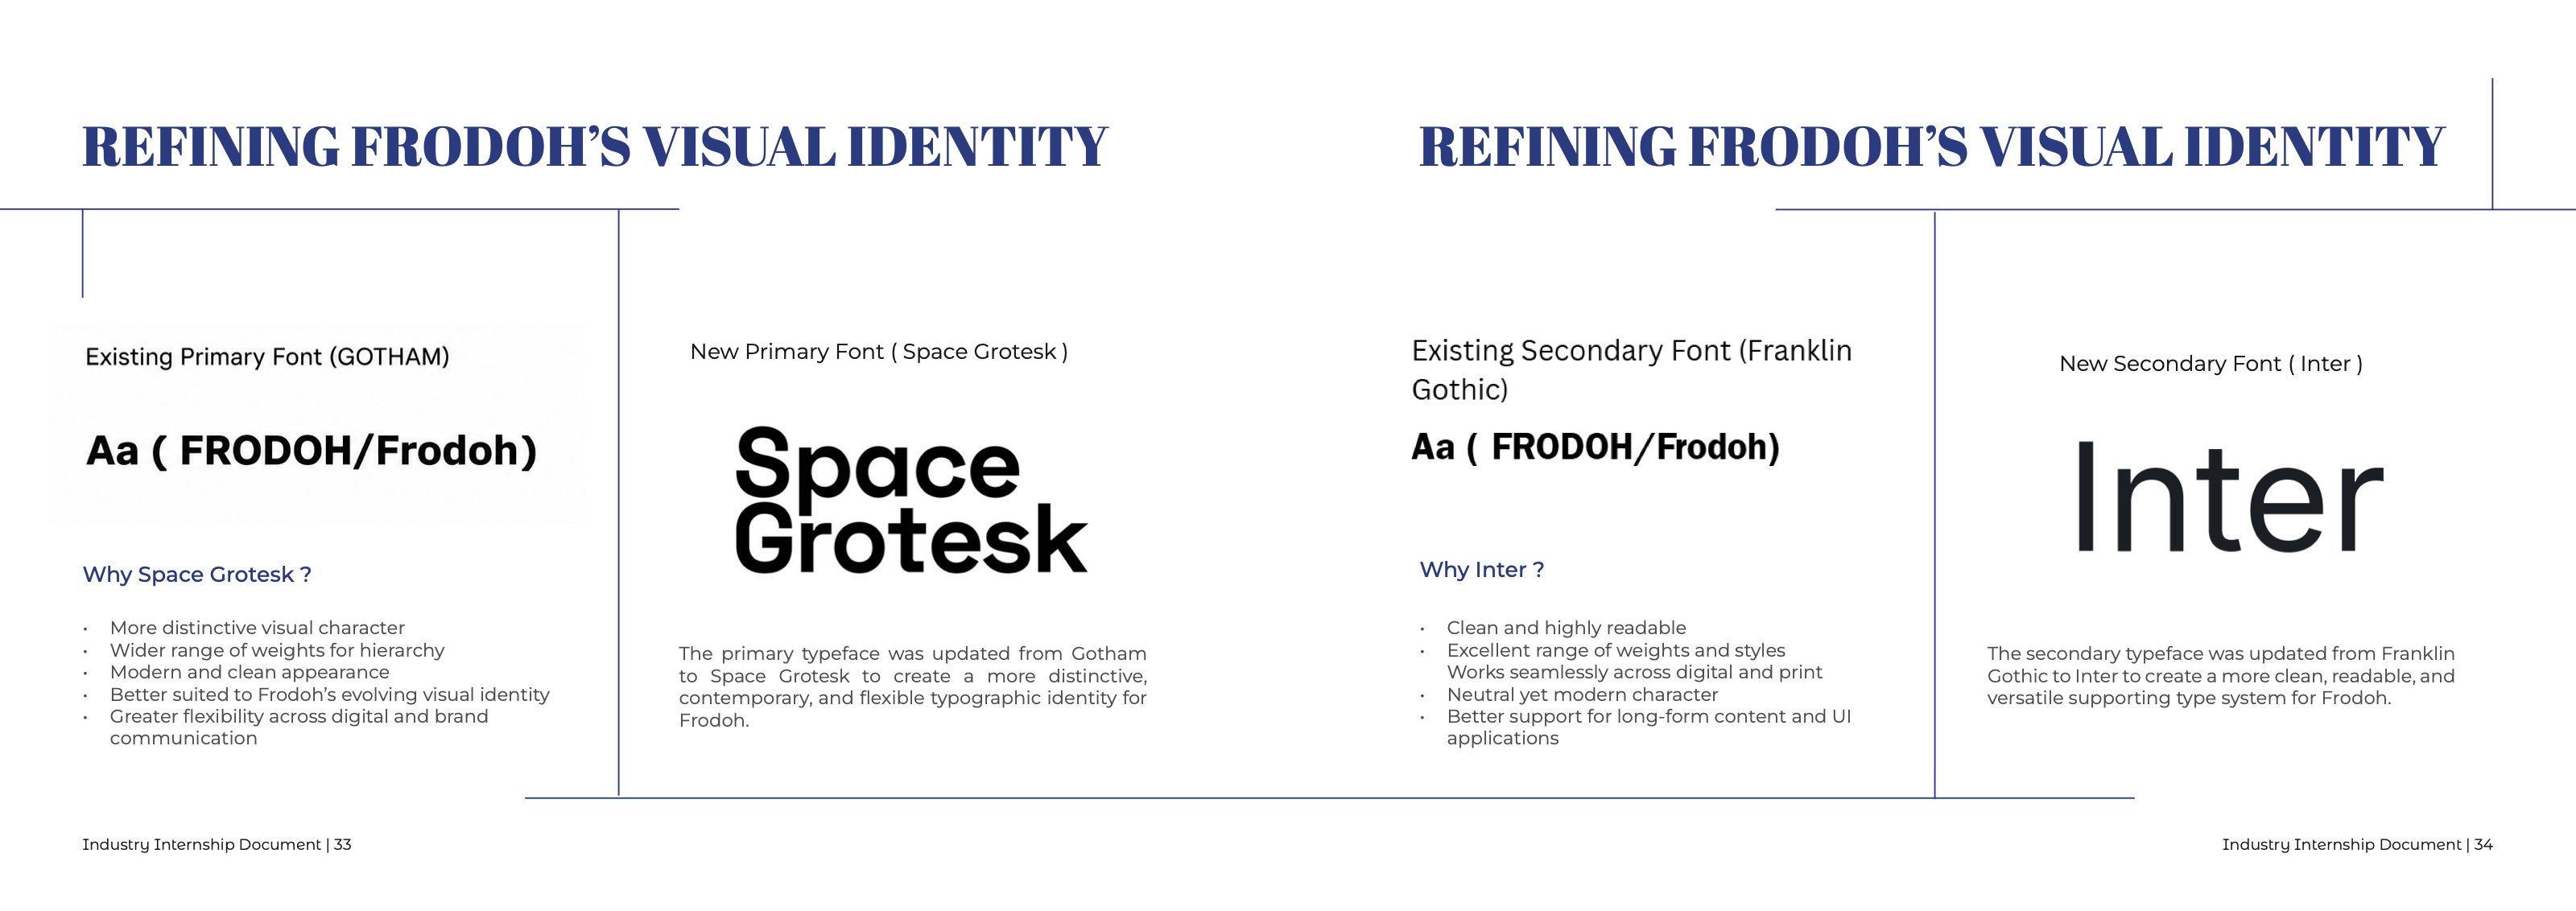 REFINING FRODOH’S VISUAL IDENTITY
Existing Primary Font (GOTHAM)
Aa ( FRODOH/Frodoh)
Why Space Grotesk ?
• More distinctive visual character
• Wider range of weights for hierarchy
• Modern and clean appearance
• Better suited to Frodoh’s evolving visual identity
• Greater flexibility across digital and brand
communication
New Primary Font ( Space Grotesk )
Space
Grotesk
The primary typeface was updated from Gotham
to Space Grotesk to create a more distinctive,
contemporary, and flexible typographic identity for
Frodoh.
Industry Internship Document | 33
REFINING FRODOH’S VISUAL IDENTITY
Existing Secondary Font (Franklin
Gothic)
Aa ( FRODOH/Frodoh)
Why Inter ?
• Clean and highly readable
• Excellent range of weights and styles
Works seamlessly across digital and print
• Neutral yet modern character
• Better support for long-form content and UI
applications
New Secondary Font ( Inter )
Inter
The secondary typeface was updated from Franklin
Gothic to Inter to create a more clean, readable, and
versatile supporting type system for Frodoh.
Industry Internship Document | 34